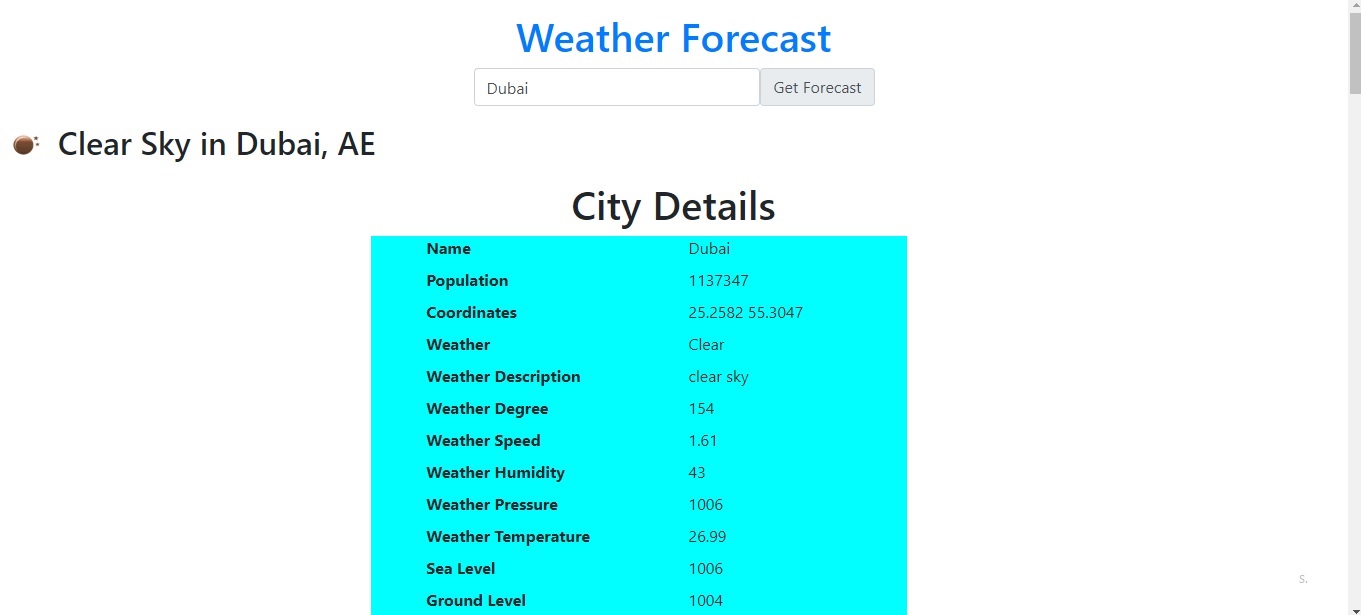 Weather Forecast
Dubai Get Forecast
Clear Sky in Dubai, AE
City Details
Name Dubai
Population 1137347
Coordinates 25.2582 55.3047
Weather Clear
Weather Description clear sky
Weather Degree 154
Weather Speed 1.61
Weather Humidity 43
Weather Pressure 1006
Weather Temperature 26.99
Sea Level 1006
s.
Ground Level 1004